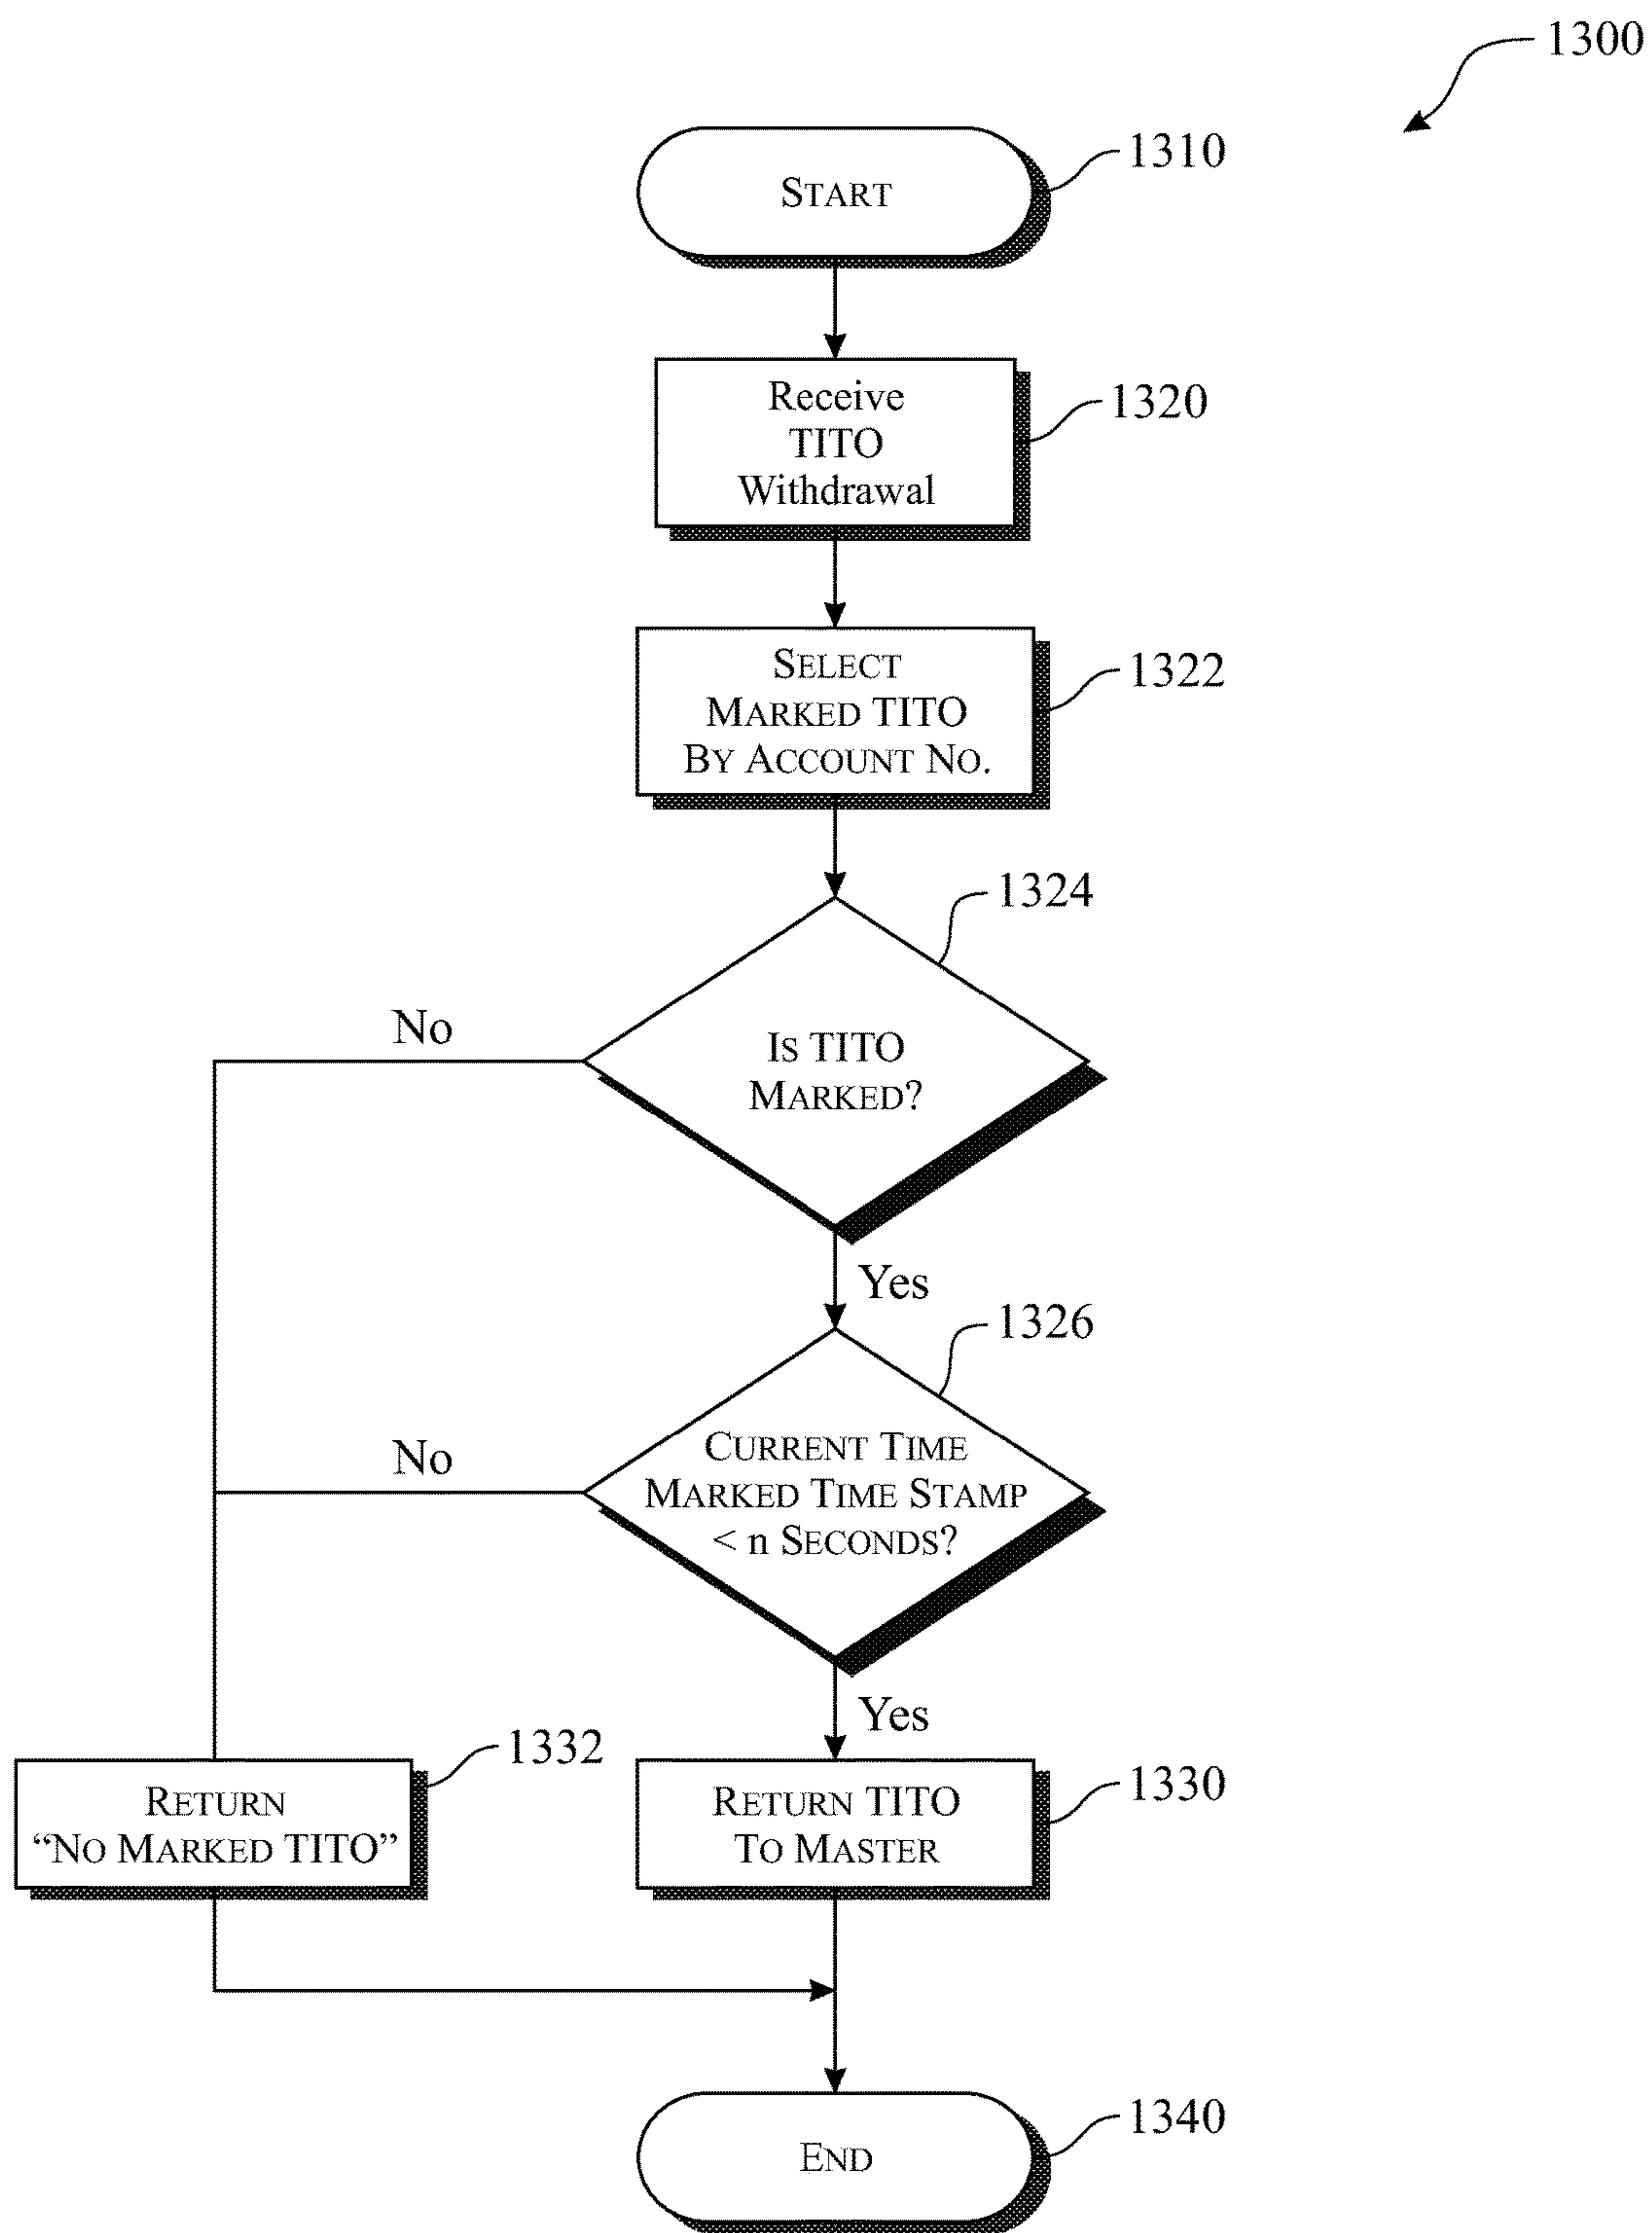 1300
START
1310
Receive
TITO
Withdrawal
1320
SELECT
MARKED TITO
BY ACCOUNT NO.
1322
1324
No
IS TITO
MARKED?
Yes
1326
No
CURRENT TIME
MARKED TIME STAMP
< n SECONDS?
Yes
1332
RETURN
“NO MARKED TITO”
1330
RETURN TITO
TO MASTER
1340
END